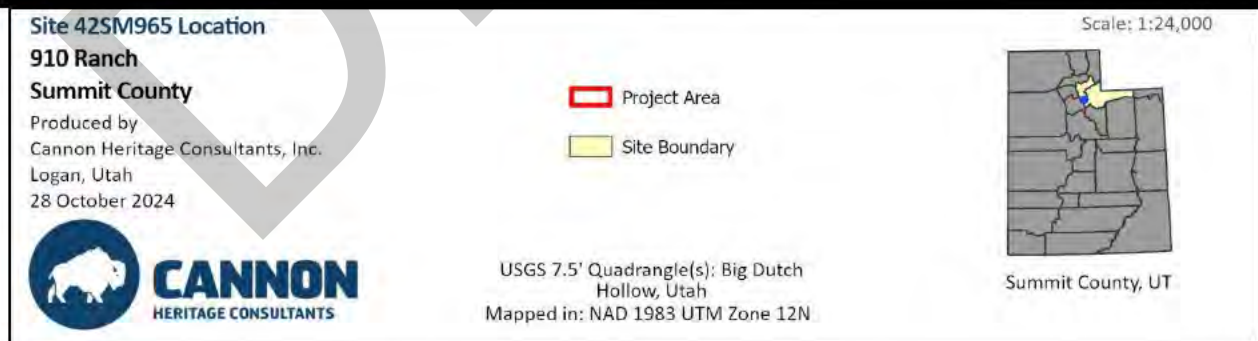 Site 42SM965 Location
910 Ranch
Summit County
Produced by
Cannon Heritage Consultants, Inc.
Logan, Utah
28 October 2024
CANNON
HERITAGE CONSULTANTS
Project Area
Site Boundary
USGS 7.5' Quadrangle(s): Big Dutch
Hollow, Utah
Mapped in: NAD 1983 UTM Zone 12N
Scale: 1:24,000
Summit County, UT